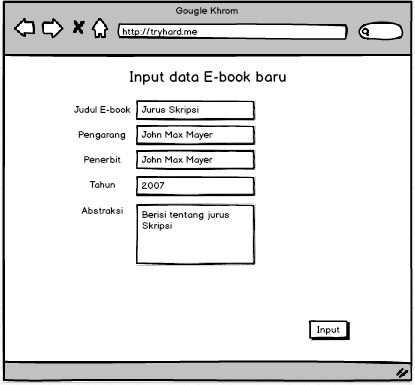 Gougle Khrom
http://tryhard.me
Input data E-book baru
Judul E-book Jurus Skripsi
Pengarang John Max Mayer
Penerbit John Max Mayer
Tahun 2007
Abstraksi Berisi tentang jurus
Skripsi
Input